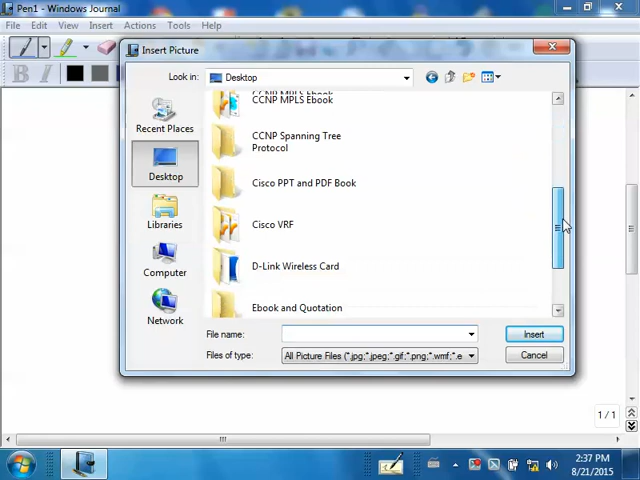 Pen1 - Windows Journal
File Edit View Insert Actions Tools Help
Insert Picture
Look in: Desktop
B I
Recent Places
Desktop
Libraries
Computer
Network
CCNP MPLS Ebook
CCNP MPLS Ebook
CCNP Spanning Tree
Protocol
Cisco PPT and PDF Book
Cisco VRF
D-Link Wireless Card
Ebook and Quotation
File name: Insert
Files of type: All Picture Files (*.jpg;*.jpeg;*.gif;*.png;*.wmf;*.e Cancel
1 / 1
2:37 PM
8/21/2015